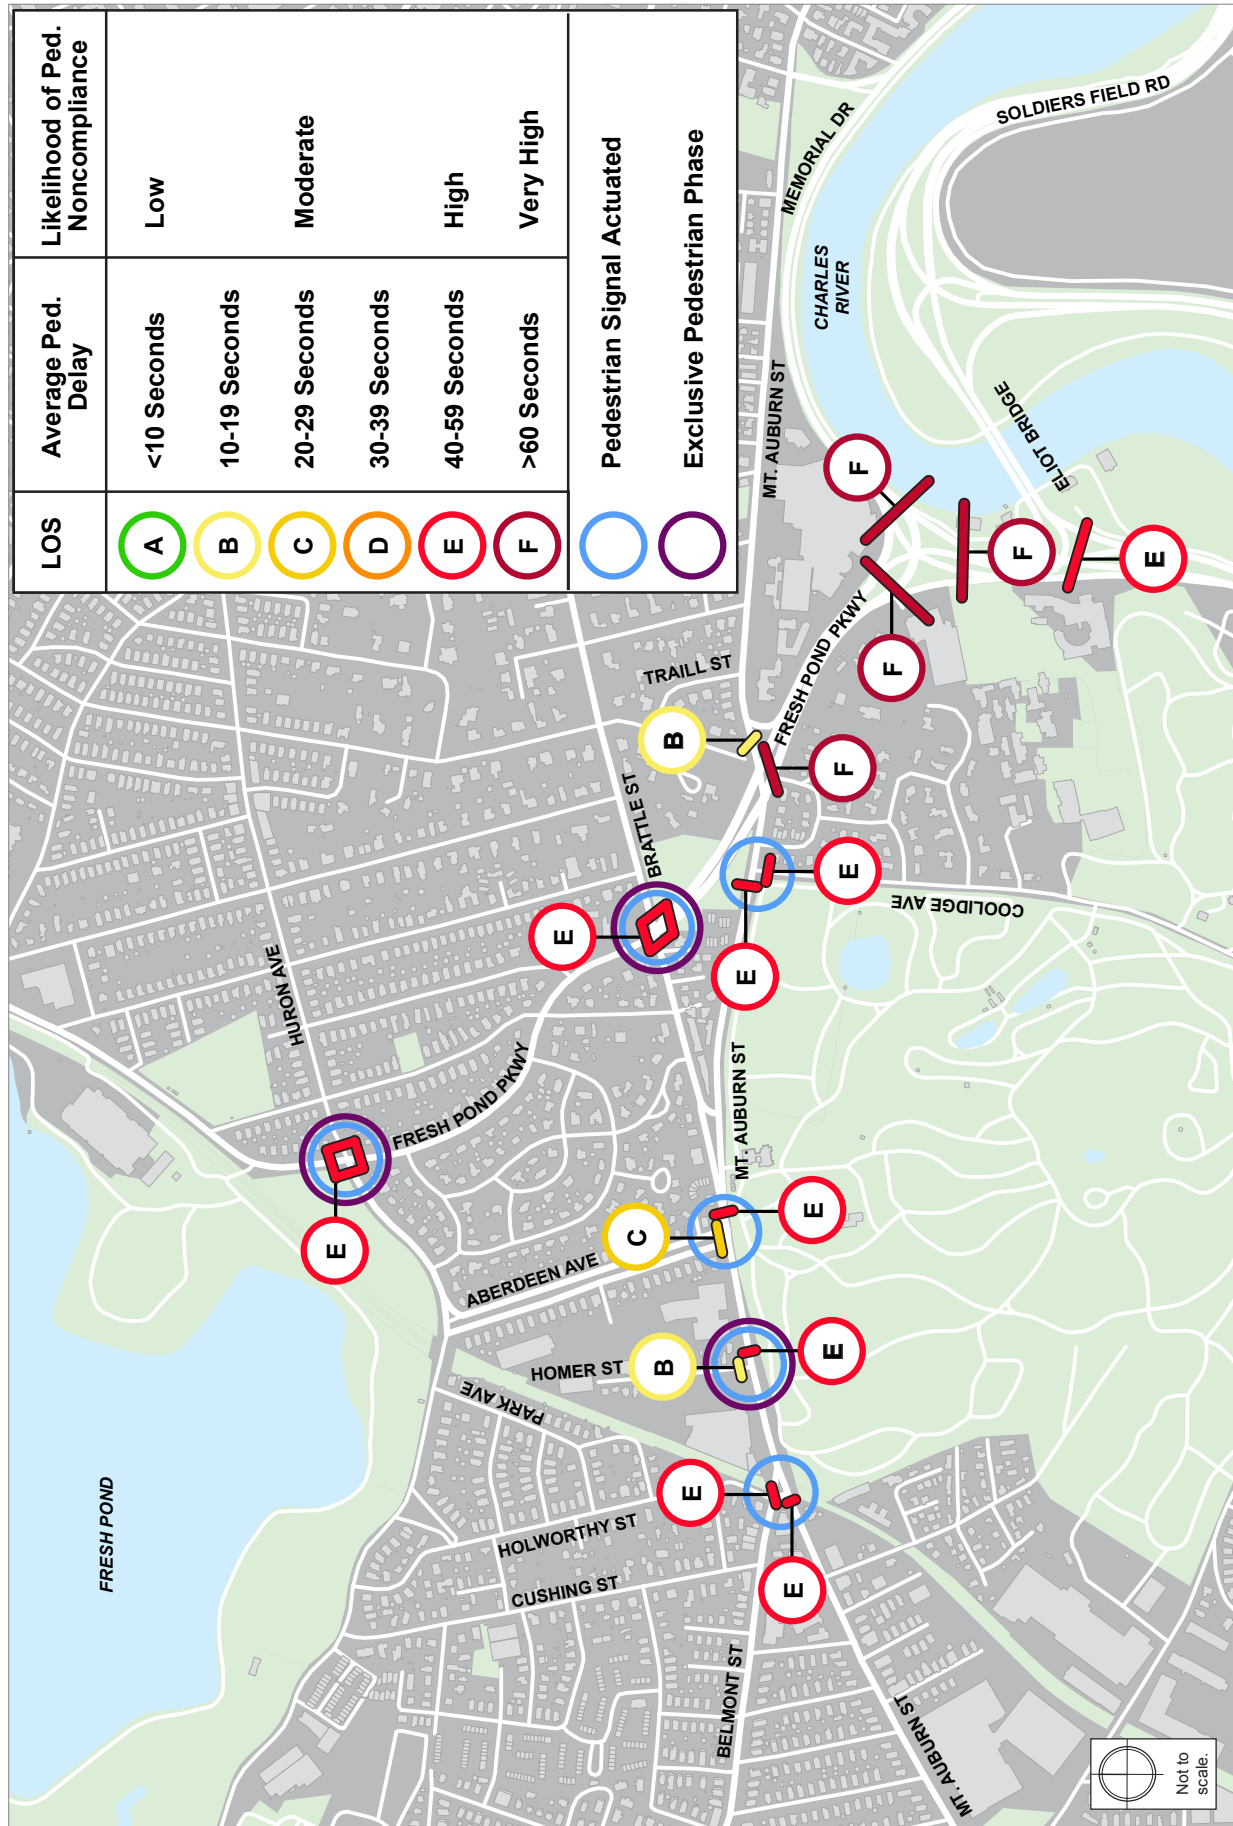 LOS
Average Ped.
Delay
Likelihood of Ped.
Noncompliance
A
<10 Seconds
Low
B
10-19 Seconds
C
20-29 Seconds
Moderate
D
30-39 Seconds
E
40-59 Seconds
High
F
>60 Seconds
Very High
Pedestrian Signal Actuated
Exclusive Pedestrian Phase
FRESH POND
HURON AVE
FRESH POND PKWY
E
E
BRATTLE ST
TRAILL ST
B
ABERDEEN AVE
C
HOMER ST
B
PARK AVE
HOLWORTHY ST
E
CUSHING ST
BELMONT ST
E
MT. AUBURN ST
E
E
MT. AUBURN ST
E
E
COOLIDGE AVE
F
FRESH POND PKWY
F
F
F
E
MT. AUBURN ST
MEMORIAL DR
CHARLES
RIVER
ELIOT BRIDGE
SOLDIERS FIELD RD
Not to
scale.